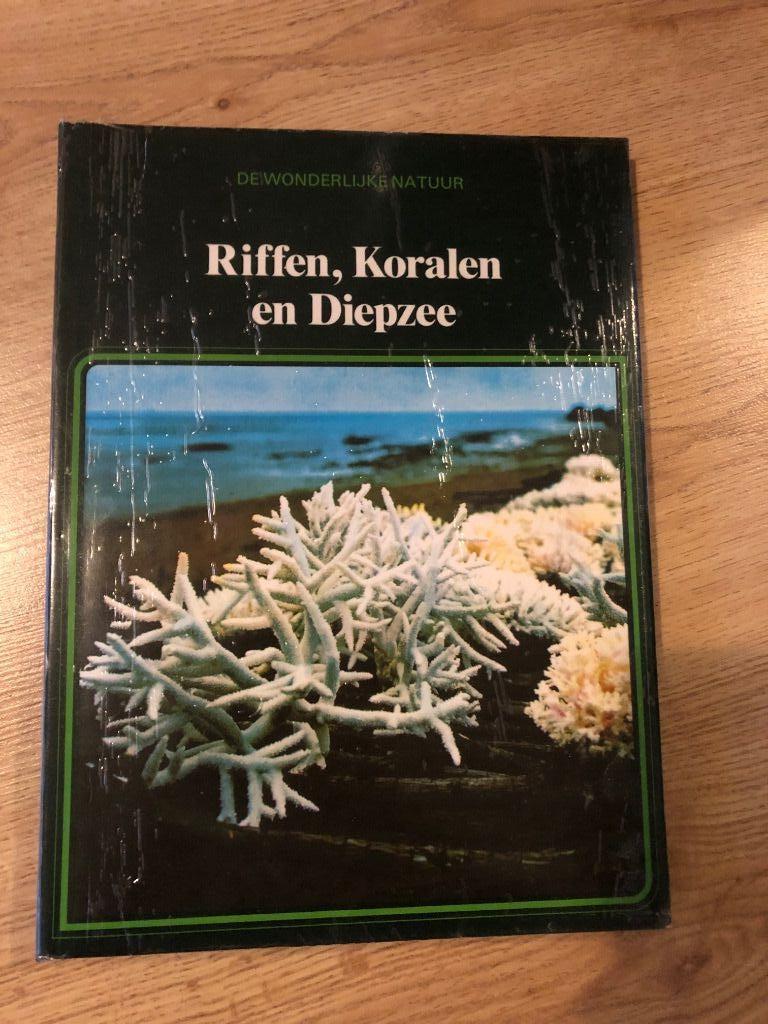 DE WONDERLIJKE NATUUR
Riffen, Koralen
en Diepzee